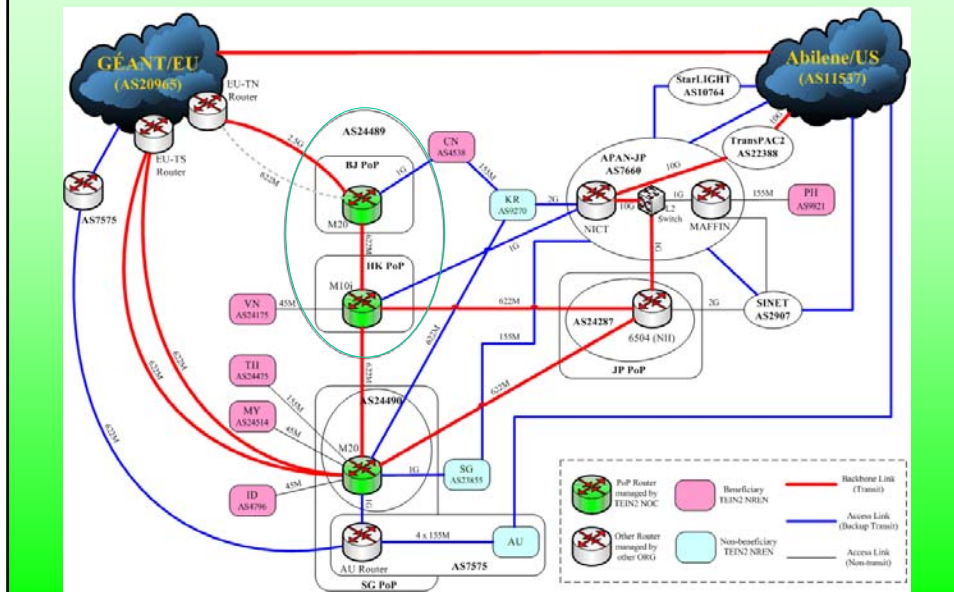 GÉANT/EU
(AS20965)
Abilene/US
(AS11537)
StarLIGHT
AS10764
EU-TN
Router
EU-TS
Router
2.5G
622M
AS24489
BJ PoP
M20
1G
CN
AS4538
155M
KR
AS9270
2G
APAN-JP
AS7660
TransPAC2
AS22388
10G
10G
10G
1G
L2
Switch
NICT
MAFFIN
155M
PH
AS9821
AS7575
622M
HK PoP
M10i
1G
1G
VN
AS24175
45M
622M
AS24287
6504 (NII)
JP PoP
2G
SINET
AS2907
622M
155M
622M
622M
TH
AS24475
155M
MY
AS24514
45M
ID
AS4796
45M
AS24490
M20
1G
SG
AS23855
622M
622M
622M
1G
AU Router
4 x 155M
AU
AS7575
SG PoP
PoP Router
managed by
TEIN2 NOC
Beneficiary
TEIN2 NREN
Backbone Link
(Transit)
Other Router
managed by
other ORG
Non-beneficiary
TEIN2 NREN
Access Link
(Backup Transit)
Access Link
(Non-transit)